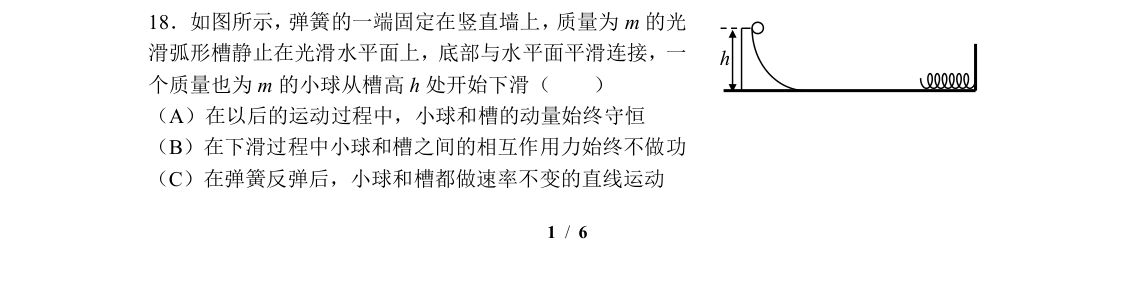 18．如图所示，弹簧的一端固定在竖直墙上，质量为 m 的光
滑弧形槽静止在光滑水平面上，底部与水平面平滑连接，一
个质量也为 m 的小球从槽高 h 处开始下滑（　　）
（A）在以后的运动过程中，小球和槽的动量始终守恒
（B）在下滑过程中小球和槽之间的相互作用力始终不做功
（C）在弹簧反弹后，小球和槽都做速率不变的直线运动
h
1 / 6